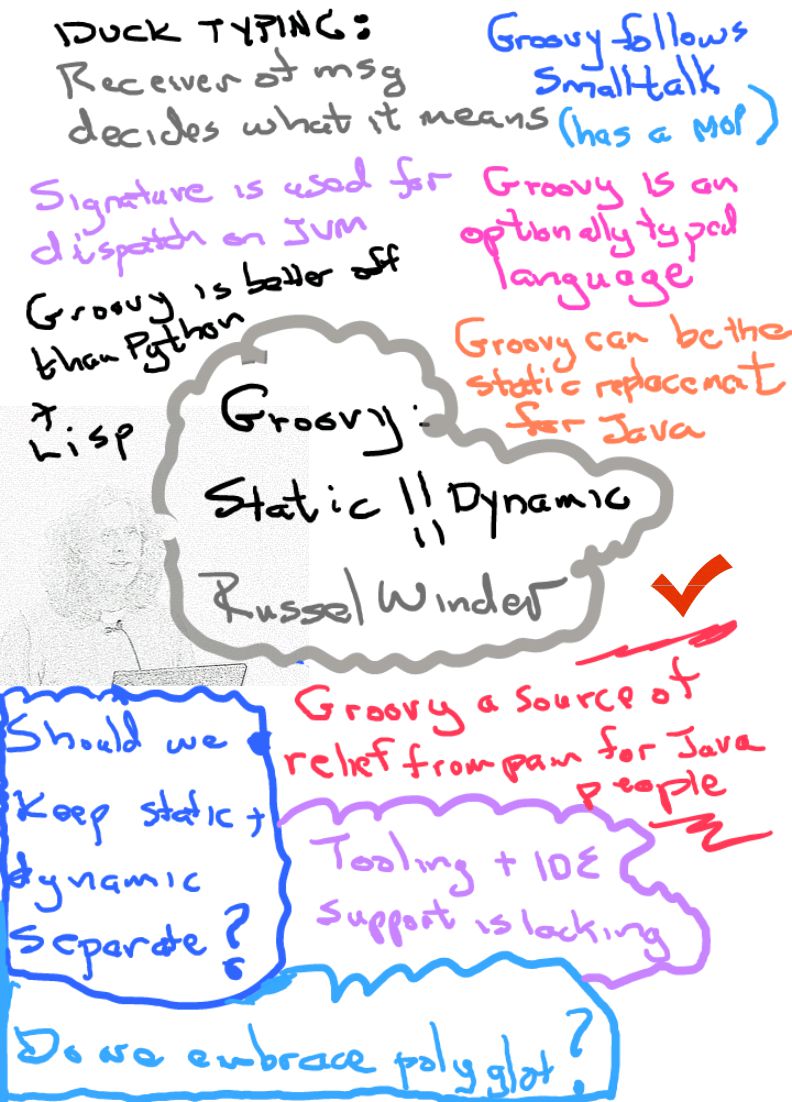 DUCK TYPING:
Receiver of msg
decides what it means
Groovy follows
Smalltalk
(has a MOP)
Signature is used for
dispatch on JVM
Groovy is an
optionally typed
language
Groovy is better off
than Python
+
Lisp
Groovy can be the
static replacement
for Java
Groovy:
Static || Dynamic
Russel Winder
Groovy a source of
relief from pain for Java
people
Should we
Keep static +
dynamic
separate?
Tooling + IDE
support is lacking
Do we embrace polyglot?